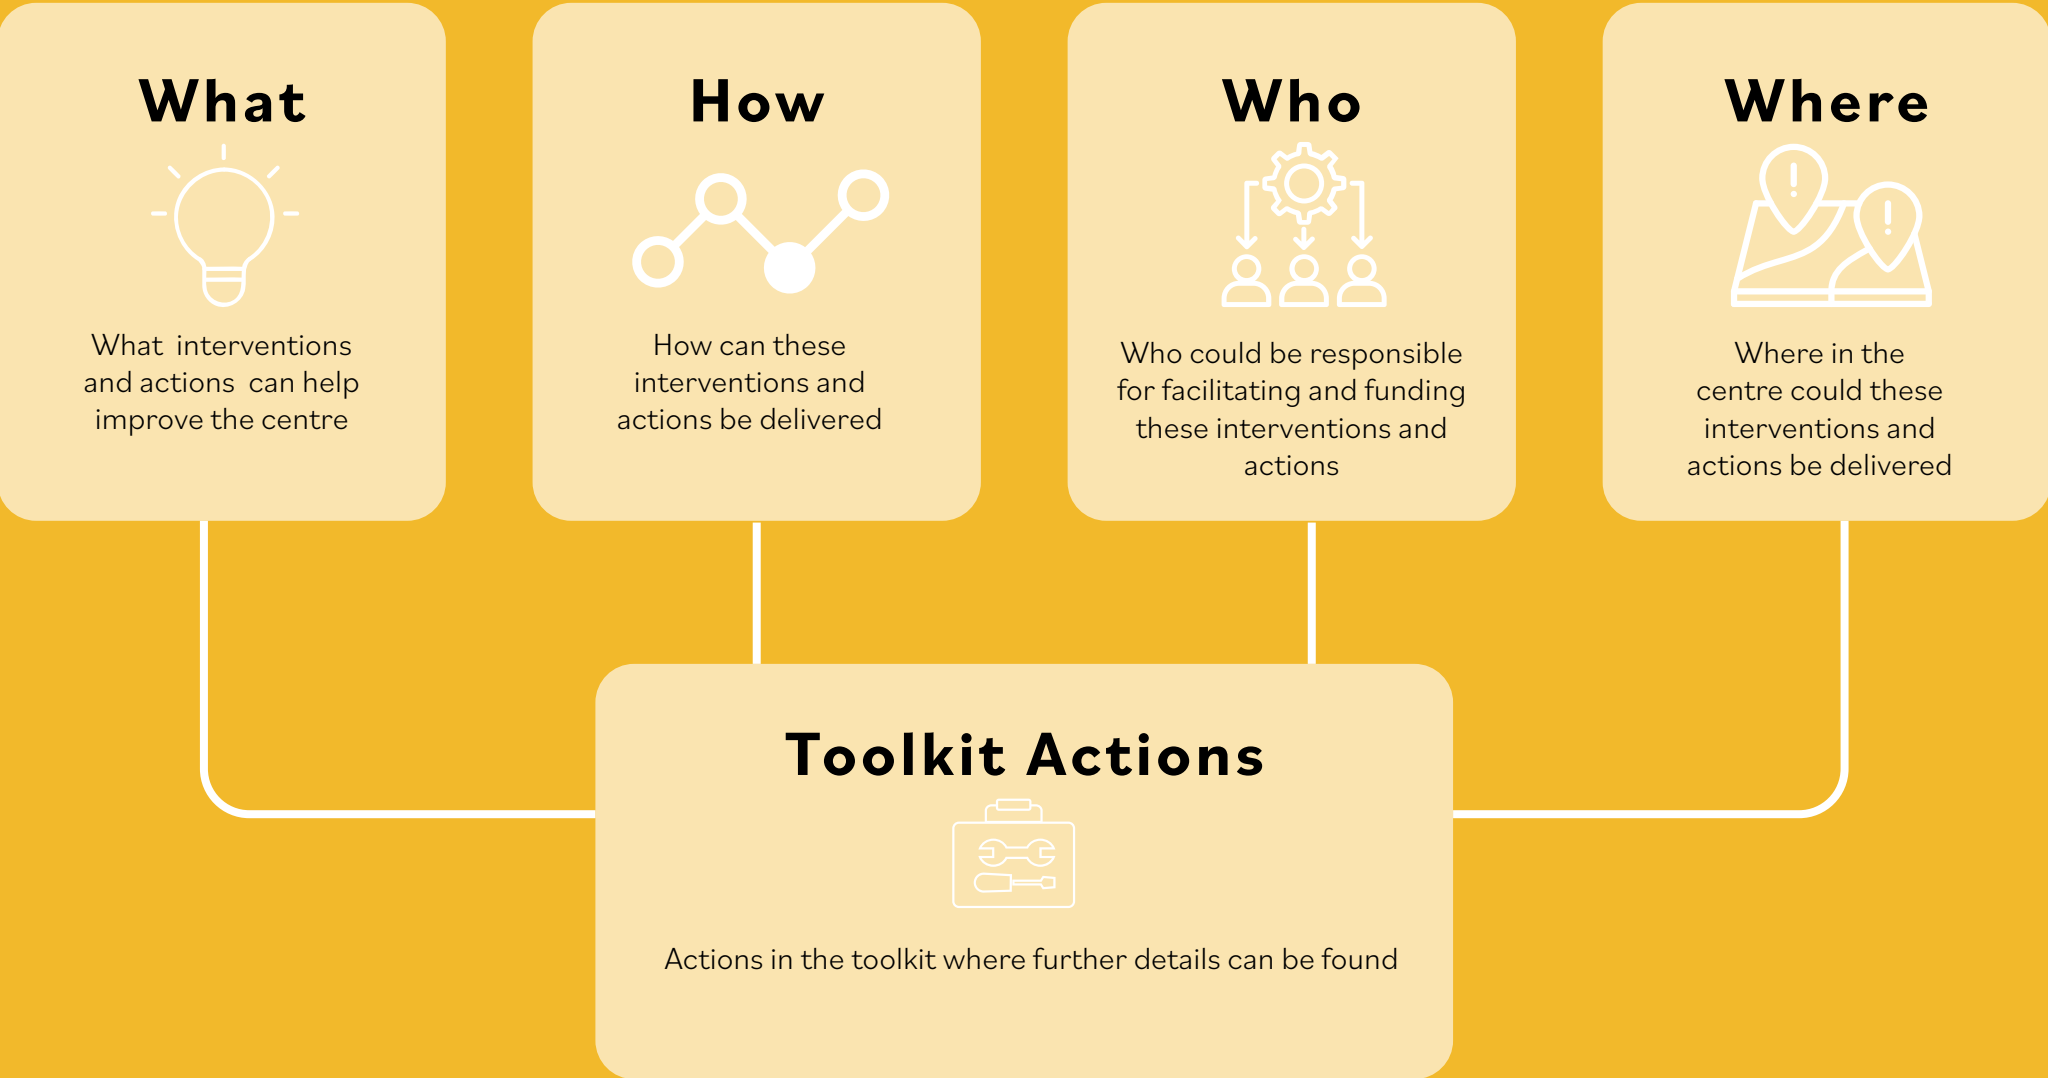 What
What interventions
and actions can help
improve the centre
How
How can these
interventions and
actions be delivered
Who
Who could be responsible
for facilitating and funding
these interventions and
actions
Where
Where in the
centre could these
interventions and
actions be delivered
Toolkit Actions
Actions in the toolkit where further details can be found